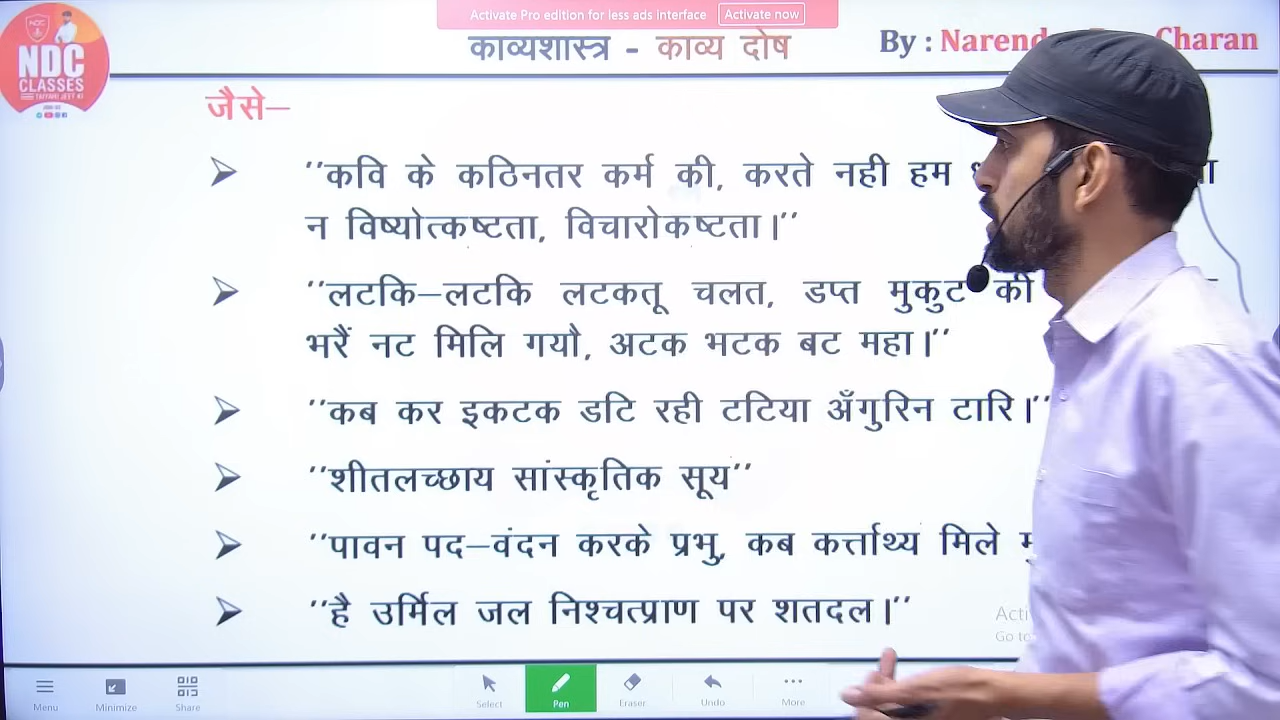 Activate Pro edition for less ads interface Activate now
काव्यशास्त्र - काव्य दोष By : Charan
NDC
NDC
CLASSES
जैसे–
''कवि के कठिनतर कर्म की, करते नही हम
न विष्योत्कष्टता, विचारोकष्टता।''
''लटकि–लटकि लटकतू चलत, डप्त मुकुट की
भरैं नट मिलि गयौ, अटक भटक बट महा।''
''कब कर इकटक डटि रही टटिया अँगुरिन टारि।''
''शीतलच्छाय सांस्कृतिक सूय''
''पावन पद–वंदन करके प्रभु, कब कर्त्ताथ्य मिले
''है उर्मिल जल निश्चत्प्राण पर शतदल।''
Go to
Menu Minimize Share Select Pen Eraser Undo More